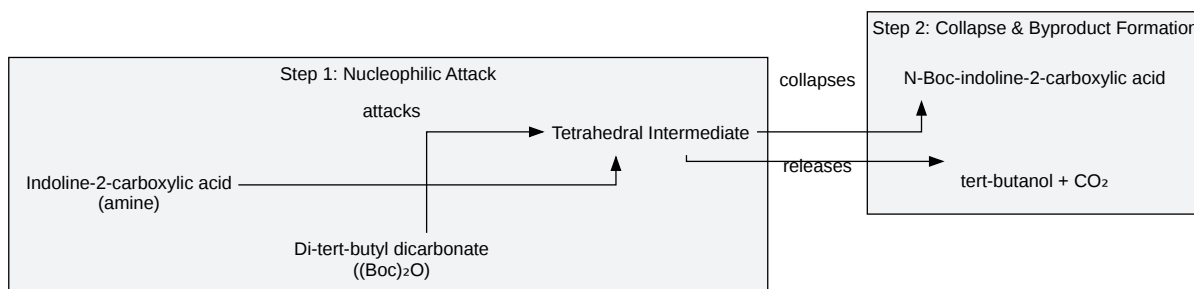 Step 1: Nucleophilic Attack
attacks
Tetrahedral Intermediate
Indoline-2-carboxylic acid
(amine)
Di-tert-butyl dicarbonate
((Boc)₂O)
collapses
releases
Step 2: Collapse & Byproduct Formation
N-Boc-indoline-2-carboxylic acid
tert-butanol + CO₂